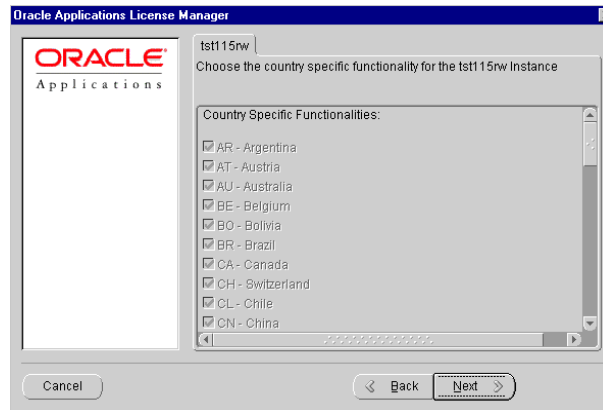 Oracle Applications License Manager
ORACLE®
Applications
tst115rw
Choose the country specific functionality for the tst115rw Instance
Country Specific Functionalities:
AR - Argentina
AT - Austria
AU - Australia
BE - Belgium
BO - Bolivia
BR - Brazil
CA - Canada
CH - Switzerland
CL - Chile
CN - China
Cancel
Back
Next